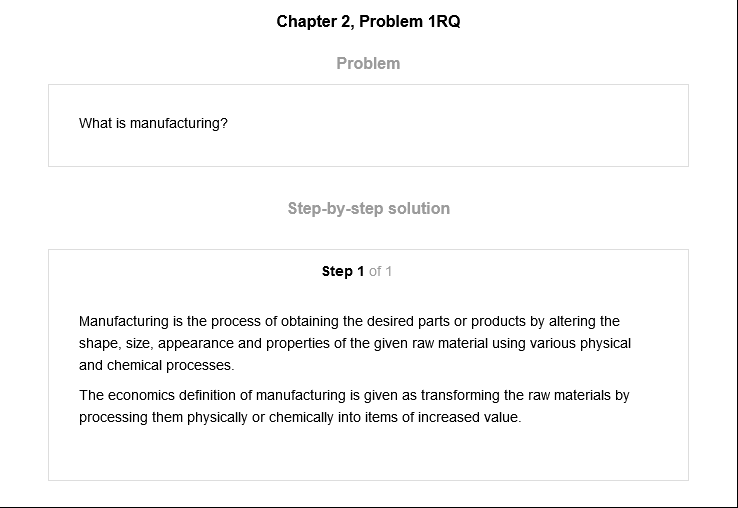 Chapter 2, Problem 1RQ
Problem
What is manufacturing?
Step-by-step solution
Step 1 of 1
Manufacturing is the process of obtaining the desired parts or products by altering the
shape, size, appearance and properties of the given raw material using various physical
and chemical processes.
The economics definition of manufacturing is given as transforming the raw materials by
processing them physically or chemically into items of increased value.